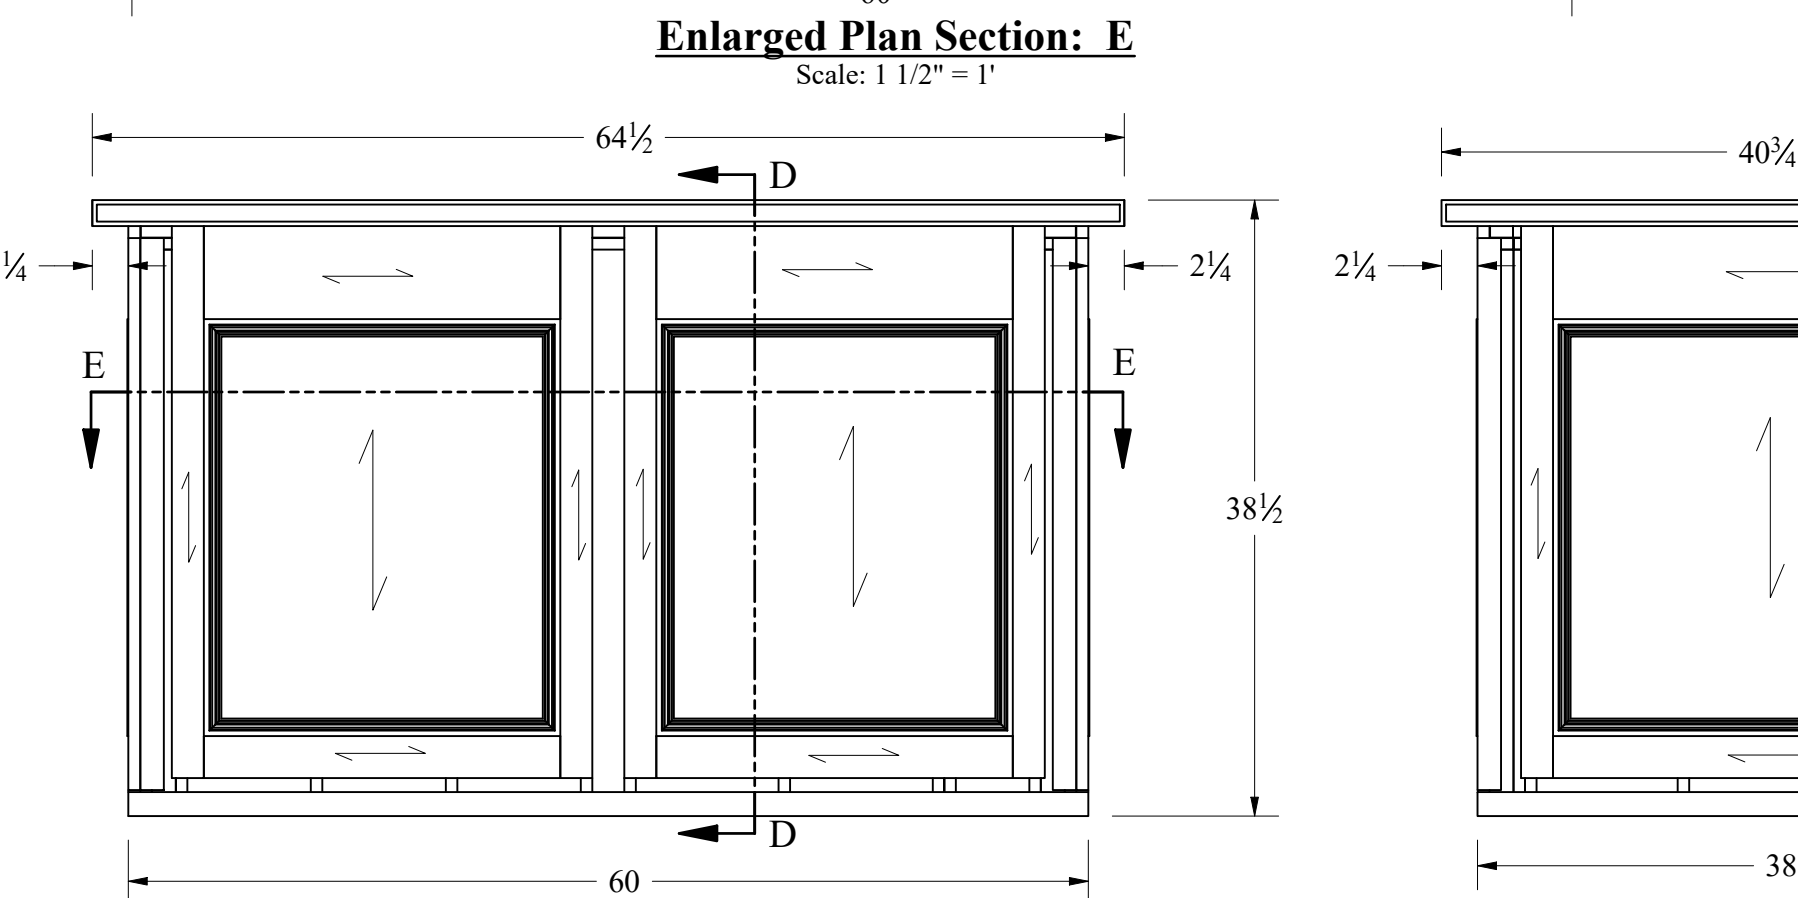 Enlarged Plan Section: E
Scale: 1 1/2" = 1'
64½
D
40¾
¼
2¼
2¼
E
E
38½
D
60
38